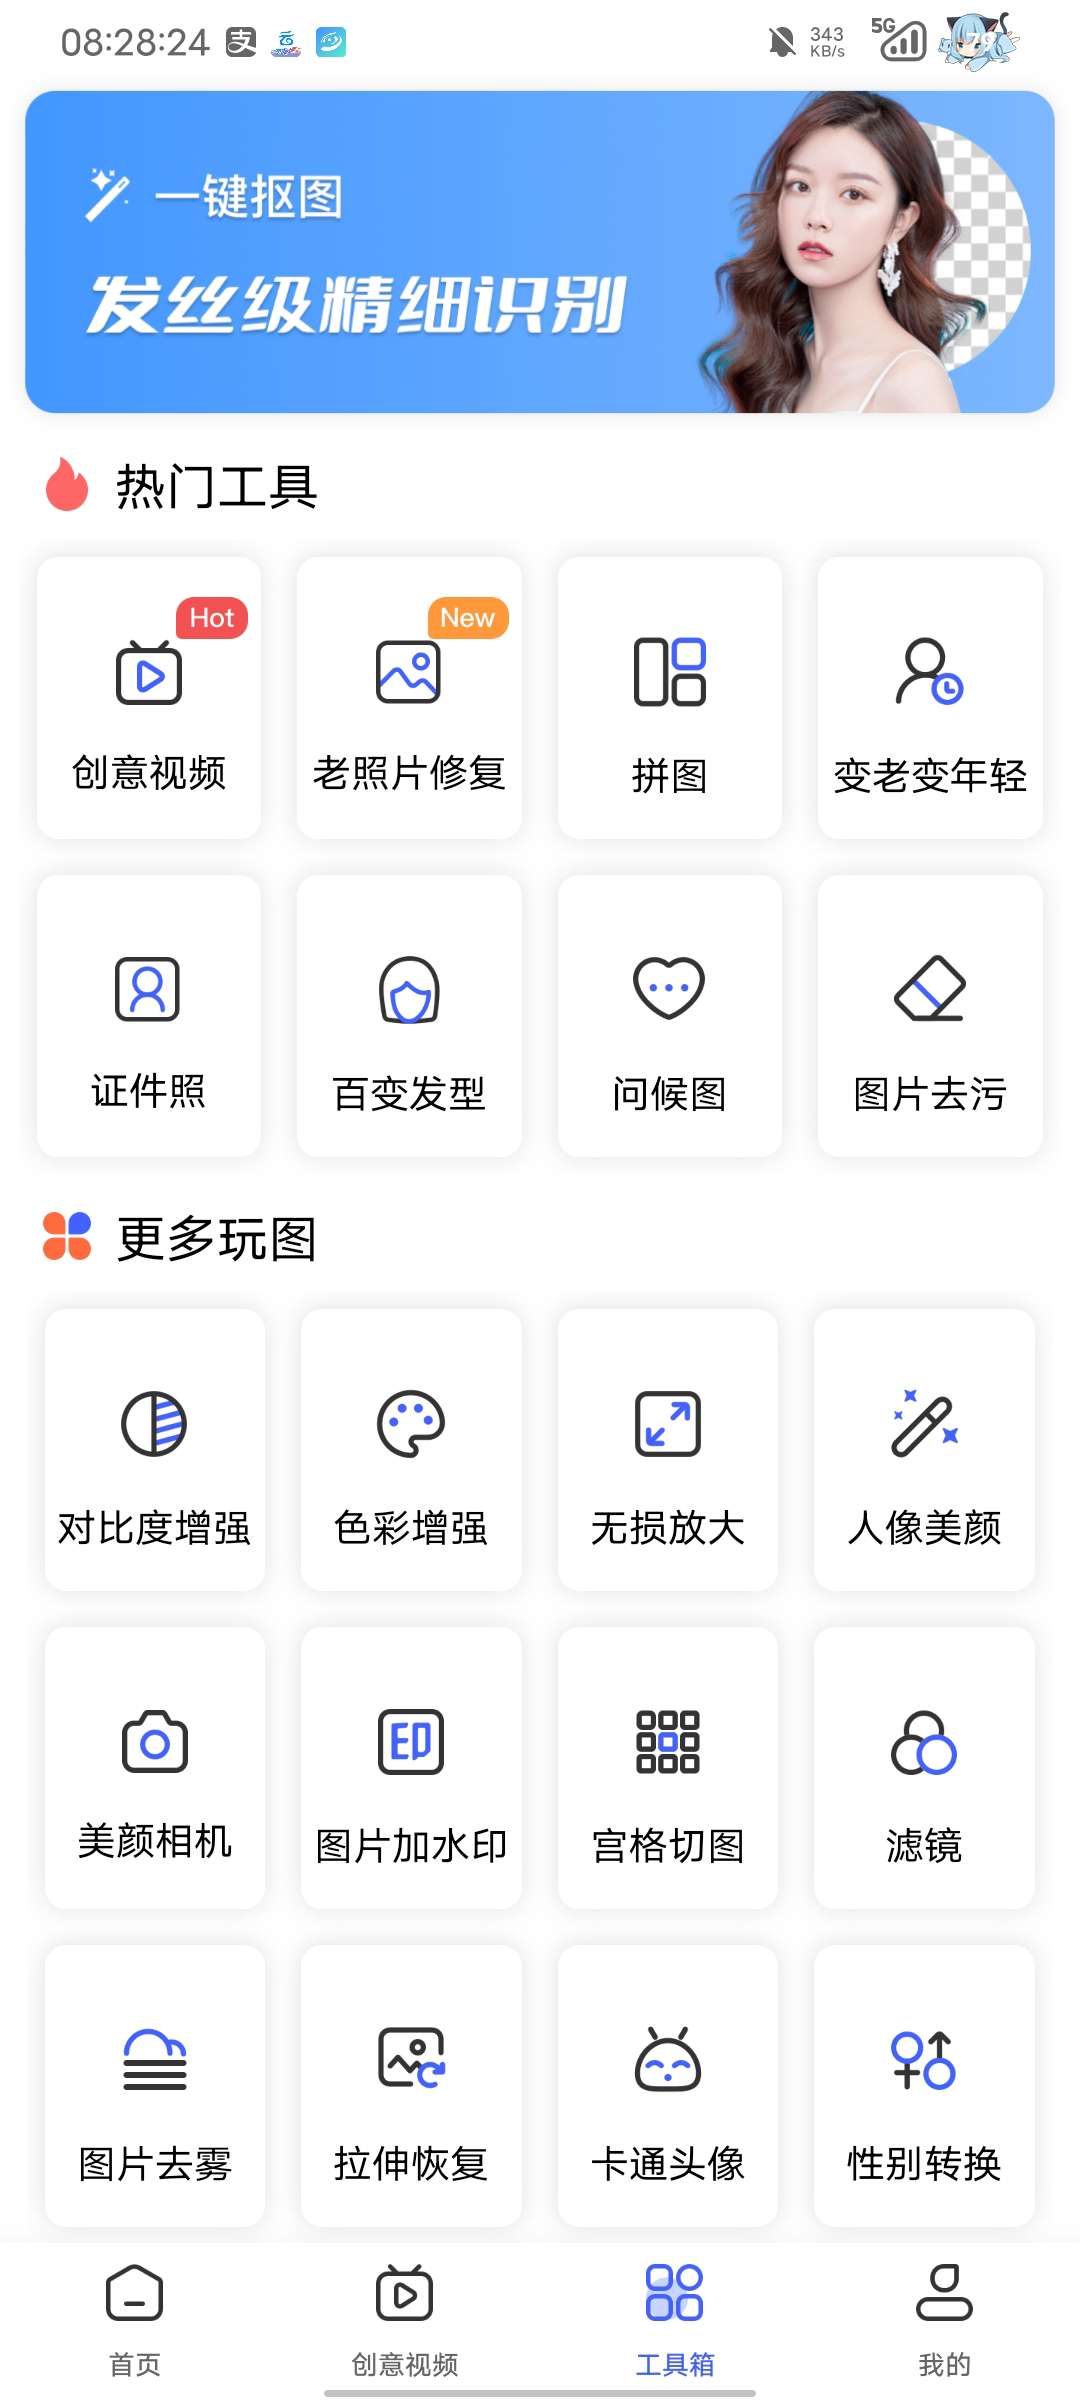 08:28:24 支 云 343 KB/s 5G 79
一键抠图
发丝级精细识别
热门工具
Hot New
创意视频 老照片修复 拼图 变老变年轻
证件照 百变发型 问候图 图片去污
更多玩图
对比度增强 色彩增强 无损放大 人像美颜
印
美颜相机 图片加水印 宫格切图 滤镜
图片去雾 拉伸恢复 卡通头像 性别转换
首页 创意视频 工具箱 我的